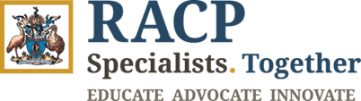 RACP
Specialists. Together
EDUCATE ADVOCATE INNOVATE